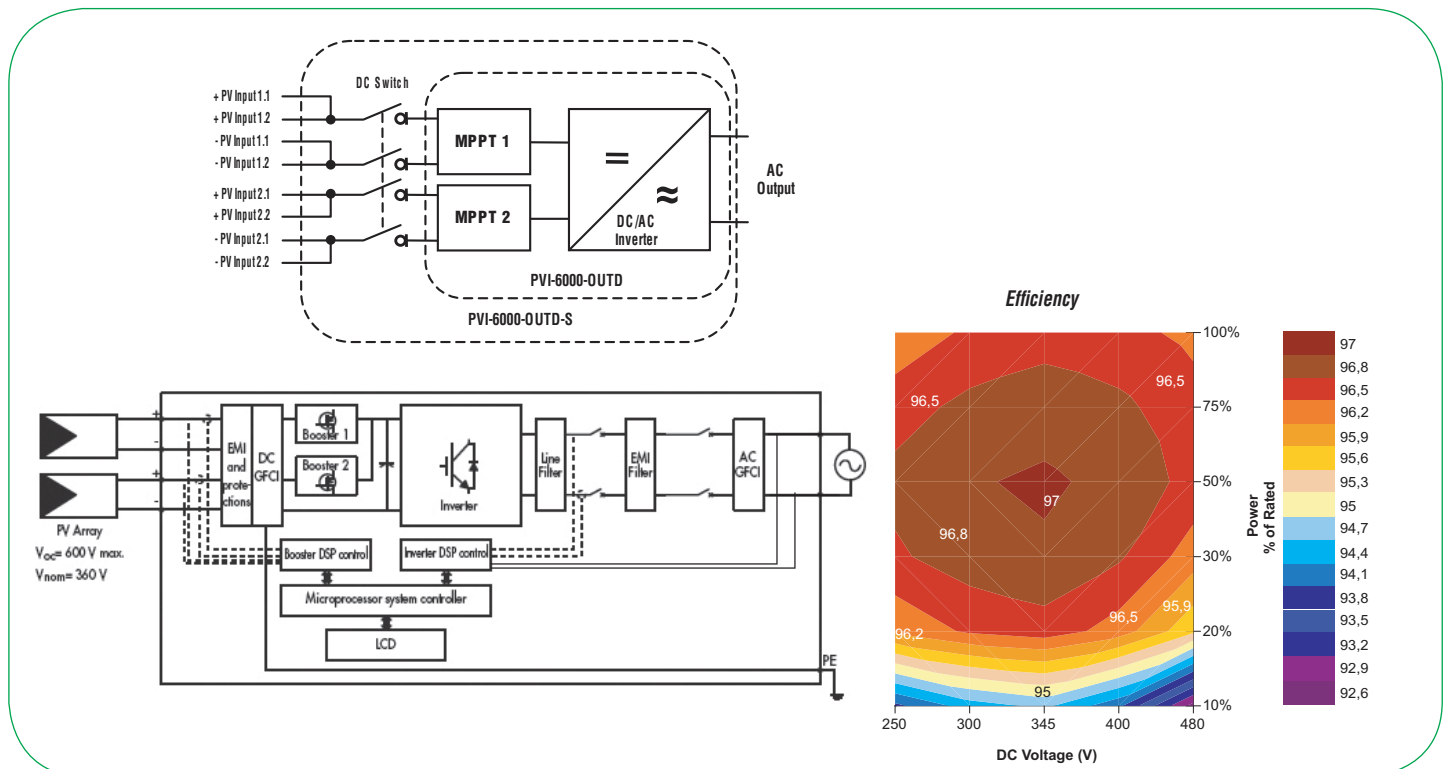 DC Switch
+ PV Input 1.1
+ PV Input 1.2
- PV Input 1.1
- PV Input 1.2
+ PV Input 2.1
+ PV Input 2.2
- PV Input 2.1
- PV Input 2.2
MPPT 1
MPPT 2
=
≈
DC/AC
Inverter
AC
Output
PVI-6000-OUTD
PVI-6000-OUTD-S
+
-
+
-
PV Array
Voc= 600 V max.
Vnom= 360 V
EMI
and
prote-
ctions
DC
GFCI
Booster 1
Booster 2
Inverter
Line
Filter
EMI
Filter
AC
GFCI
Booster DSP control
Inverter DSP control
Microprocessor system controller
LCD
PE
Efficiency
96,5
96,5
97
96,8
96,5
95,9
96,2
95
100%
75%
50%
30%
20%
10%
Power
% of Rated
250
300
345
400
480
DC Voltage (V)
97
96,8
96,5
96,2
95,9
95,6
95,3
95
94,7
94,4
94,1
93,8
93,5
93,2
92,9
92,6